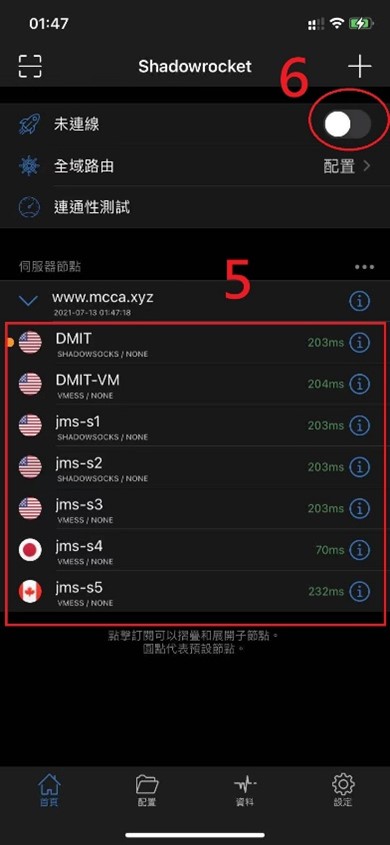 01:47
Shadowrocket
6
未連線
全域路由 配置
連通性測試
伺服器節點
5
www.mcca.xyz
2021-07-13 01:47:18
DMIT 203ms
SHADOWSOCKS / NONE
DMIT-VM 204ms
VMESS / NONE
jms-s1 203ms
SHADOWSOCKS / NONE
jms-s2 203ms
SHADOWSOCKS / NONE
jms-s3 208ms
VMESS / NONE
jms-s4 70ms
VMESS / NONE
jms-s5 232ms
VMESS / NONE
點擊訂閱可以摺疊和展開子節點。
圓點代表預設節點。
首頁 配置 資料 設定